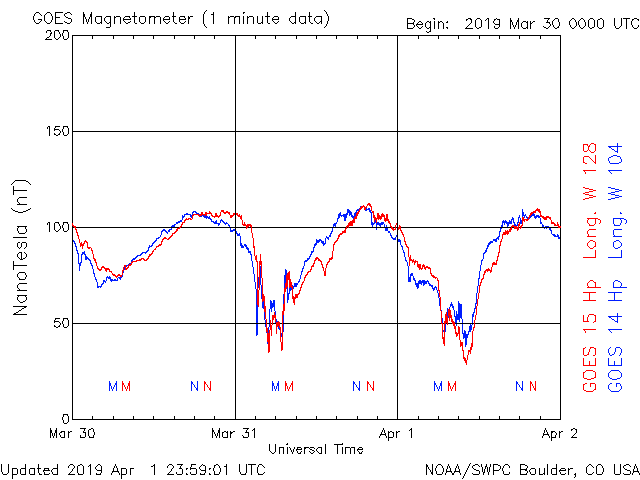 GOES Magnetometer (1 minute data)
Begin: 2019 Mar 30 0000 UTC
200
150
100
50
0
NanoTesla (nT)
M M N N M M N N M M N N
Mar 30 Mar 31 Apr 1 Apr 2
Universal Time
GOES 15 Hp Long. W 128
GOES 14 Hp Long. W 104
Updated 2019 Apr 1 23:59:01 UTC
NOAA/SWPC Boulder, CO USA